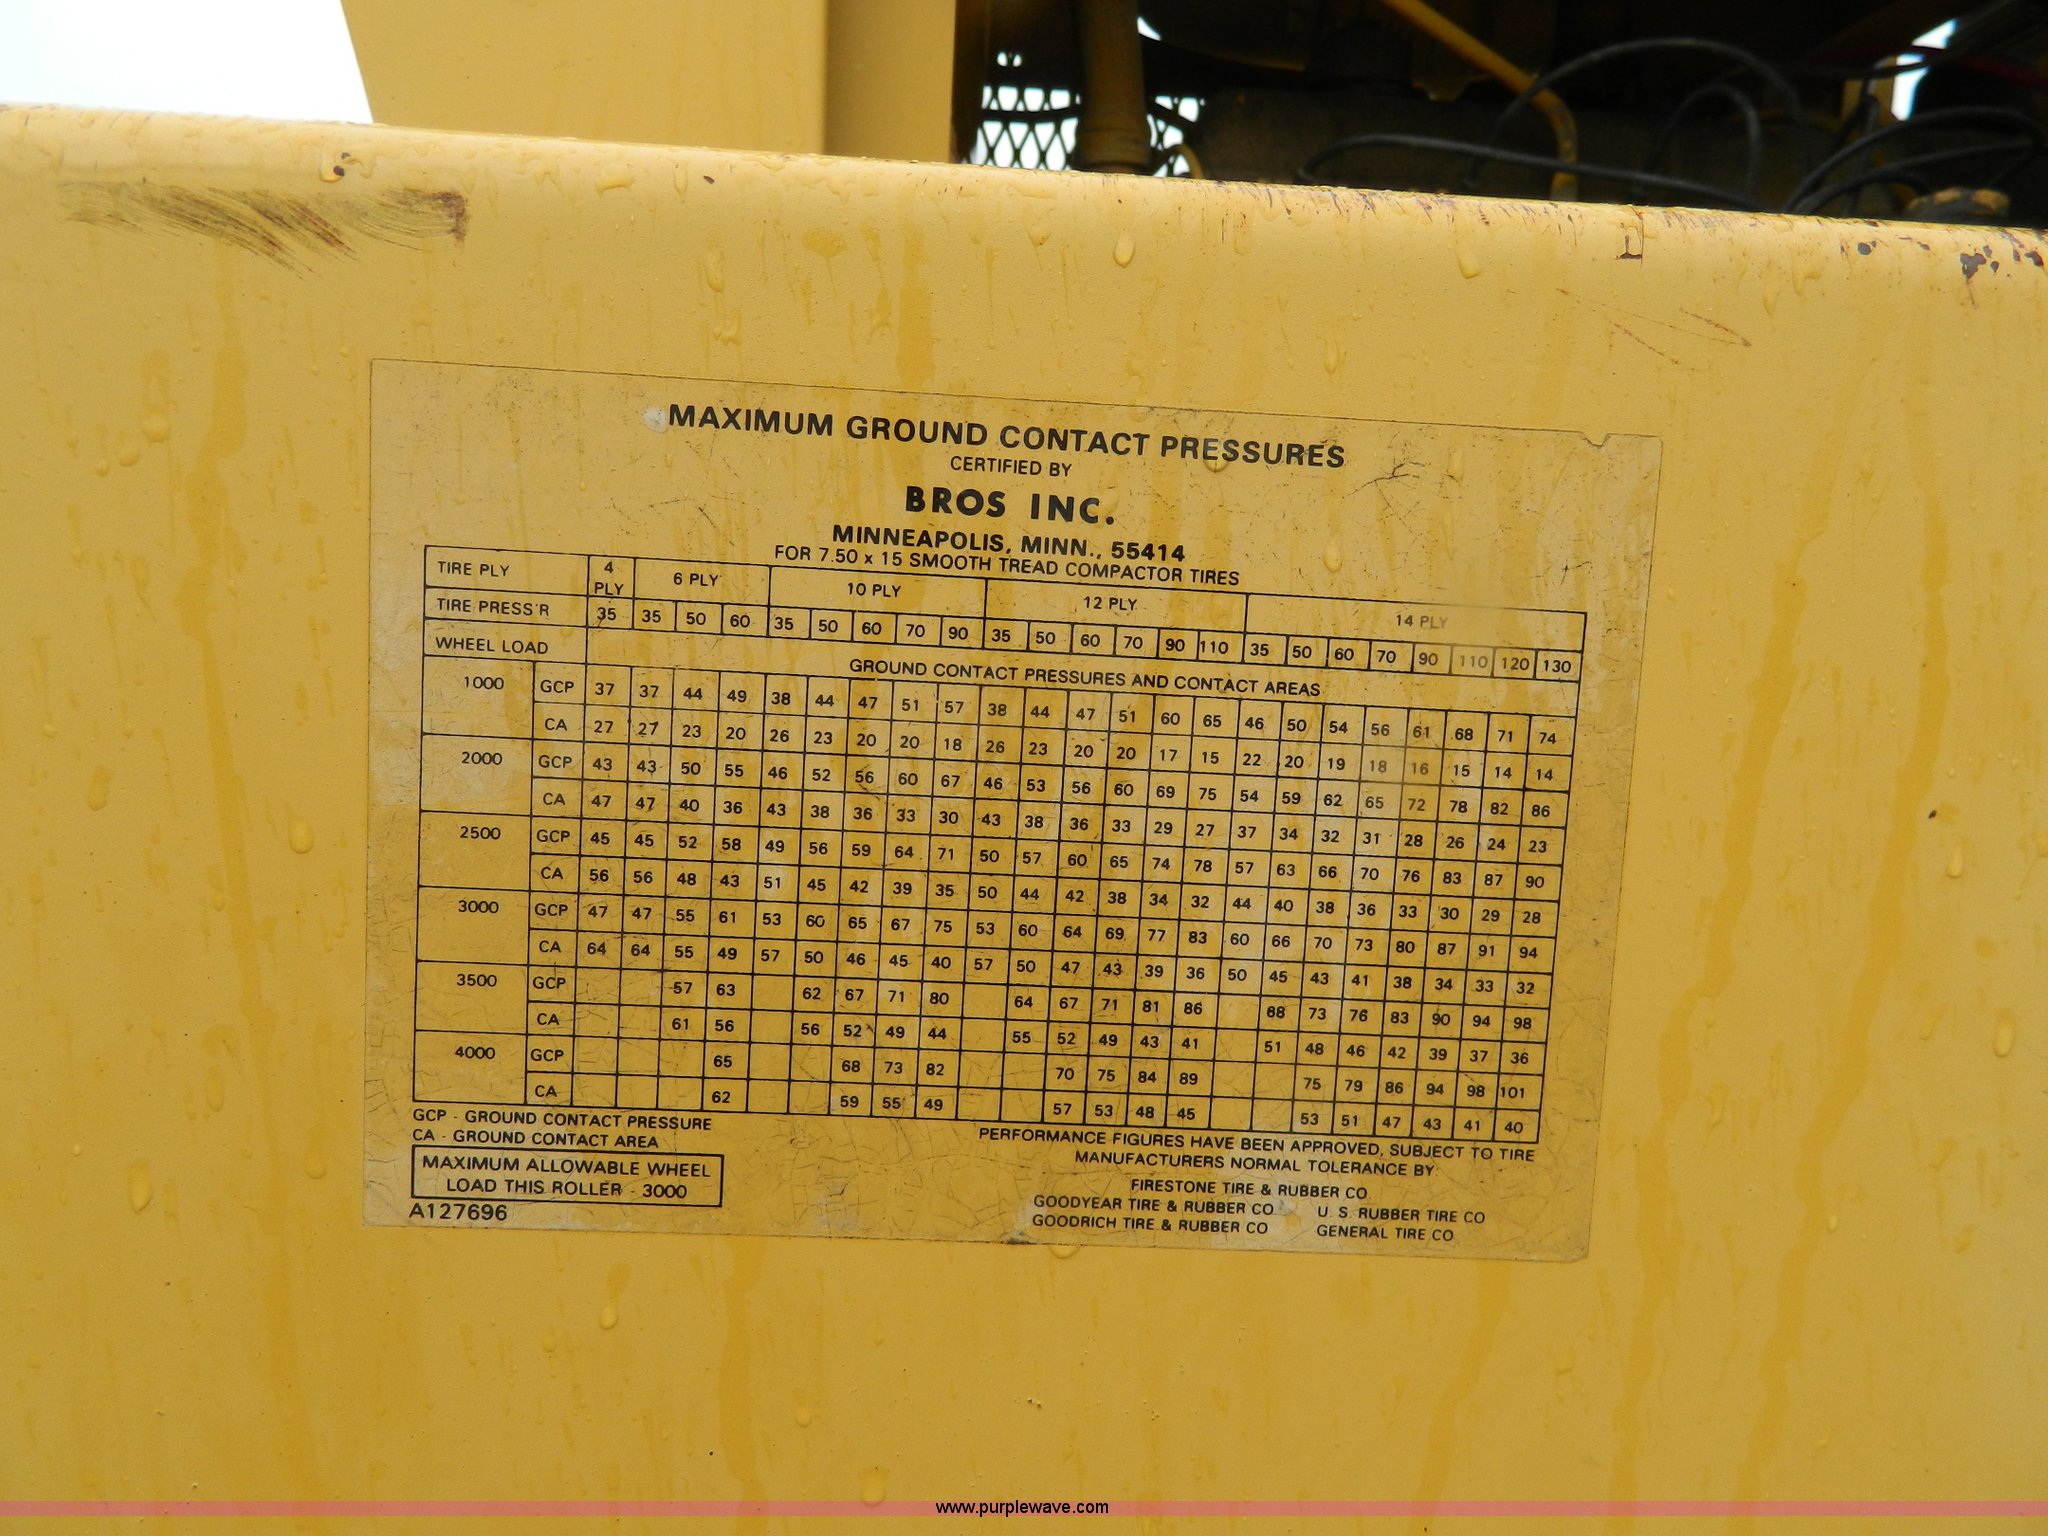 MAXIMUM GROUND CONTACT PRESSURES
CERTIFIED BY
BROS INC.
MINNEAPOLIS, MINN., 55414
FOR 7.50 x 15 SMOOTH TREAD COMPACTOR TIRES
TIRE PLY 4 PLY 6 PLY 10 PLY 12 PLY 14 PLY
TIRE PRESS'R 35 35 50 60 35 50 60 70 90 35 50 60 70 90 110 35 50 60 70 90 110 120 130
WHEEL LOAD GROUND CONTACT PRESSURES AND CONTACT AREAS
1000 GCP 37 37 44 49 38 44 47 51 57 38 44 47 51 60 65 46 50 54 56 61 68 71 74
CA 27 27 23 20 26 23 20 20 18 26 23 20 20 17 15 22 20 19 18 16 15 14 14
2000 GCP 43 43 50 55 46 52 56 60 67 46 53 56 60 69 75 54 59 62 65 72 78 82 86
CA 47 47 40 36 43 38 36 33 30 43 38 36 33 29 27 37 34 32 31 28 26 24 23
2500 GCP 45 45 52 58 49 56 59 64 71 50 57 60 65 74 78 57 63 66 70 76 83 87 90
CA 56 56 48 43 51 45 42 39 35 50 44 42 38 34 32 44 40 38 36 33 30 29 28
3000 GCP 47 47 55 61 53 60 65 67 75 53 60 64 69 77 83 60 66 70 73 80 87 91 94
CA 64 64 55 49 57 50 46 45 40 57 50 47 43 39 36 50 45 43 41 38 34 33 32
3500 GCP 57 63 62 67 71 80 64 67 71 81 86 68 73 76 83 90 94 98
CA 61 56 56 52 49 44 55 52 49 43 41 51 48 46 42 39 37 36
4000 GCP 65 68 73 82 70 75 84 89 75 79 86 94 98 101
CA 62 59 55 49 57 53 48 45 53 51 47 43 41 40
GCP - GROUND CONTACT PRESSURE
CA - GROUND CONTACT AREA
MAXIMUM ALLOWABLE WHEEL
LOAD THIS ROLLER - 3000
A127696
PERFORMANCE FIGURES HAVE BEEN APPROVED, SUBJECT TO TIRE
MANUFACTURERS NORMAL TOLERANCE BY:
FIRESTONE TIRE & RUBBER CO.
GOODYEAR TIRE & RUBBER CO. U. S. RUBBER TIRE CO
GOODRICH TIRE & RUBBER CO GENERAL TIRE CO
www.purplewave.com